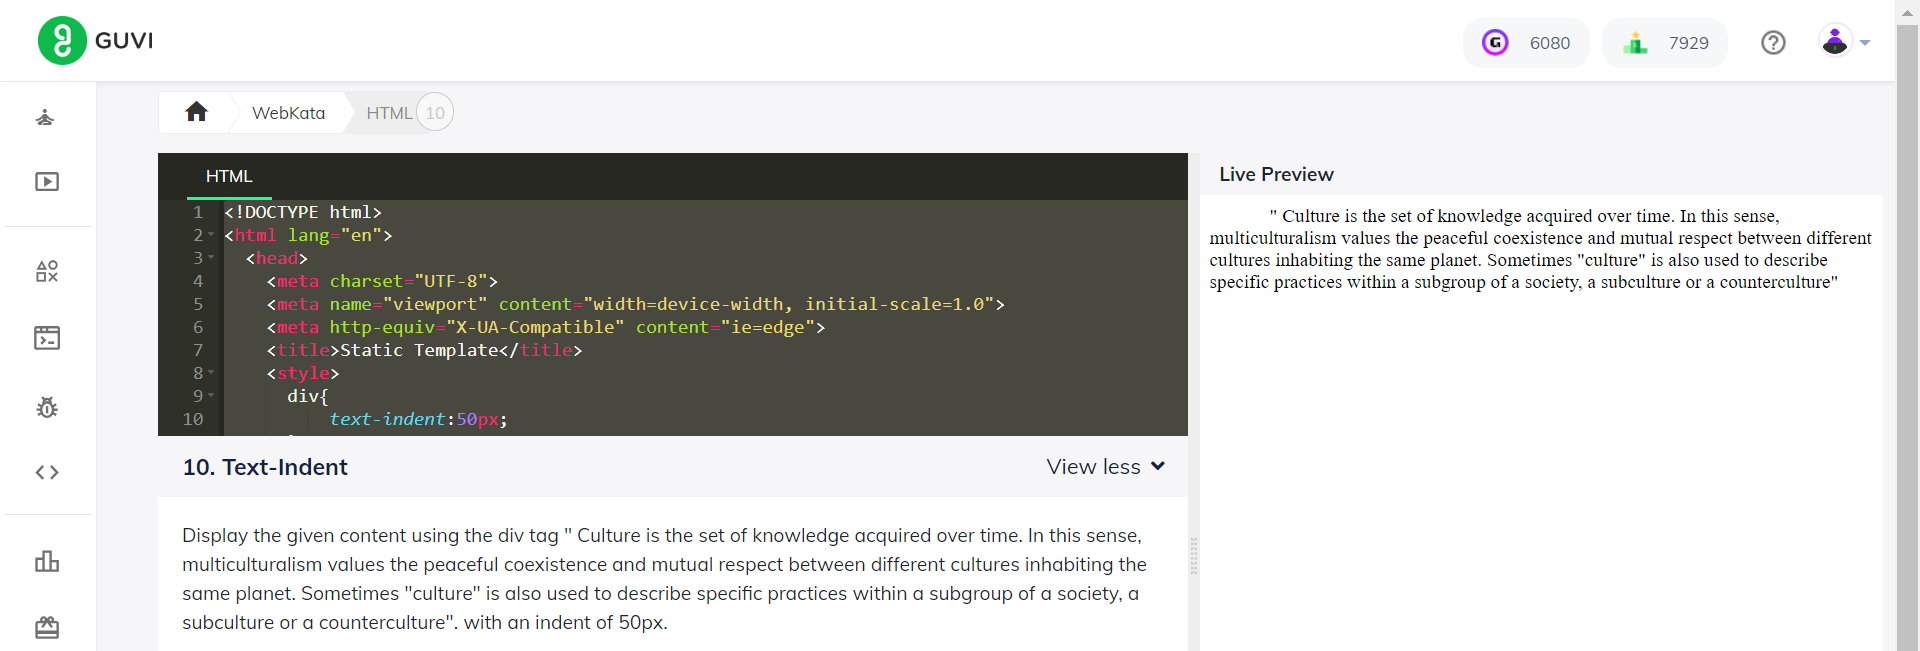 GUVI
6080
7929
WebKata
HTML
10
HTML
1 <!DOCTYPE html>
2 <html lang="en">
3 <head>
4 <meta charset="UTF-8">
5 <meta name="viewport" content="width=device-width, initial-scale=1.0">
6 <meta http-equiv="X-UA-Compatible" content="ie=edge">
7 <title>Static Template</title>
8 <style>
9 div{
10 text-indent:50px;
10. Text-Indent
View less
Display the given content using the div tag " Culture is the set of knowledge acquired over time. In this sense,
multiculturalism values the peaceful coexistence and mutual respect between different cultures inhabiting the
same planet. Sometimes "culture" is also used to describe specific practices within a subgroup of a society, a
subculture or a counterculture". with an indent of 50px.
Live Preview
" Culture is the set of knowledge acquired over time. In this sense,
multiculturalism values the peaceful coexistence and mutual respect between different
cultures inhabiting the same planet. Sometimes "culture" is also used to describe
specific practices within a subgroup of a society, a subculture or a counterculture"